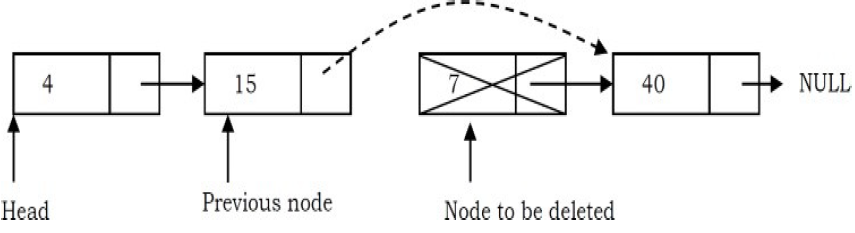 4 15 7 40 NULL
Head Previous node Node to be deleted